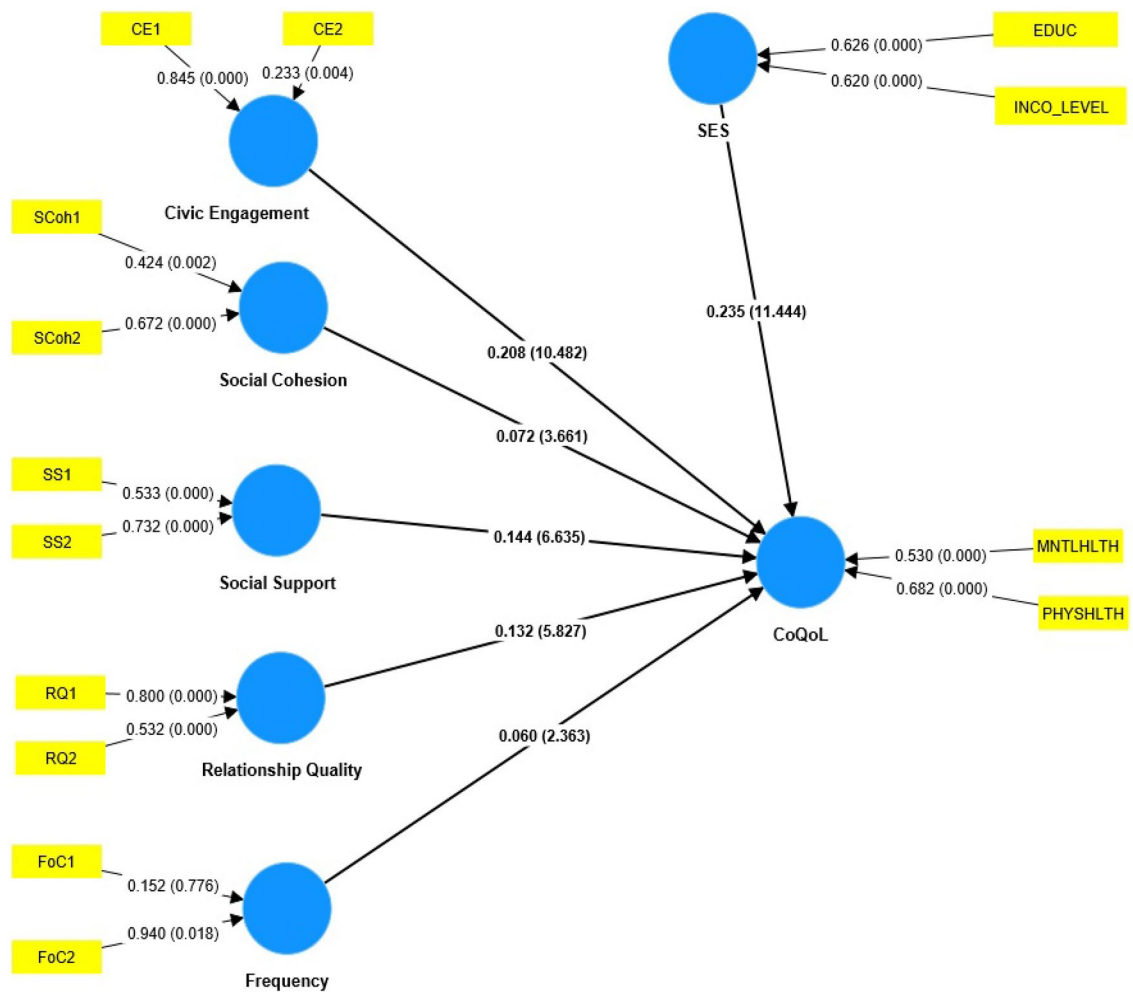 CE1
CE2
0.845 (0.000)
0.233 (0.004)
Civic Engagement
EDUC
0.626 (0.000)
0.620 (0.000)
INCO_LEVEL
SES
SCoh1
0.424 (0.002)
SCoh2
0.672 (0.000)
Social Cohesion
0.235 (11.444)
0.208 (10.482)
0.072 (3.661)
SS1
0.533 (0.000)
SS2
0.732 (0.000)
Social Support
0.144 (6.635)
MNTLHLTH
0.530 (0.000)
0.682 (0.000)
PHYSHLTH
CoQoL
0.132 (5.827)
RQ1
0.800 (0.000)
RQ2
0.532 (0.000)
Relationship Quality
0.060 (2.363)
FoC1
0.152 (0.776)
FoC2
0.940 (0.018)
Frequency